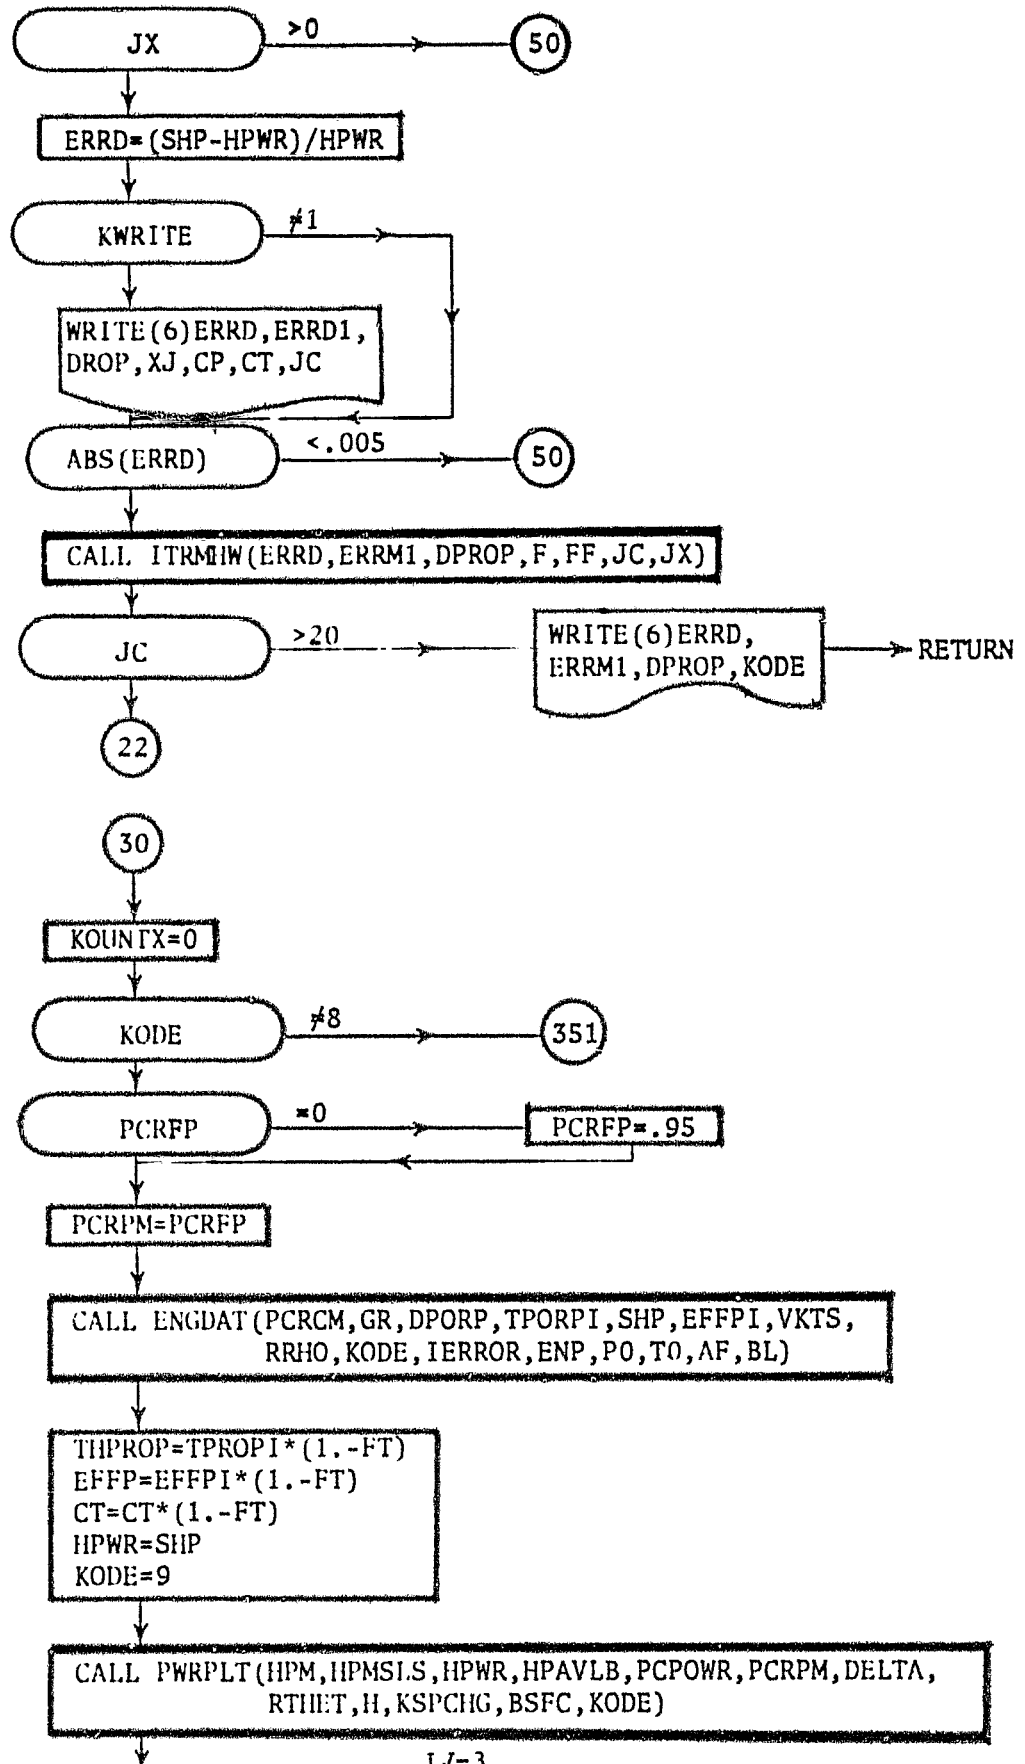 JX >0 50
ERRD=(SHP-HPWR)/HPWR
KWRITE ≠1
WRITE(6)ERRD,ERRD1,
DROP,XJ,CP,CT,JC
ABS(ERRD) <.005 50
CALL ITRMHW(ERRD,ERRM1,DPROP,F,FF,JC,JX)
JC >20
WRITE(6)ERRD,
ERRM1,DPROP,KODE
RETURN
22
30
KOUNTX=0
KODE ≠8 351
PCRFP =0 PCRFP=.95
PCRPM=PCRFP
CALL ENGDAT(PCRCM,GR,DPORP,TPORPI,SHP,EFFPI,VKTS,
RRHO,KODE,IERROR,ENP,PO,TO,AF,BL)
THPROP=TPROPI*(1.-FT)
EFFP=EFFPI*(1.-FT)
CT=CT*(1.-FT)
HPWR=SHP
KODE=9
CALL PWRPLT(HPM,HPMSLS,HPWR,HPAVLB,PCPOWR,PCRPM,DELTA,
RTHET,H,KSPCHG,BSFC,KODE)